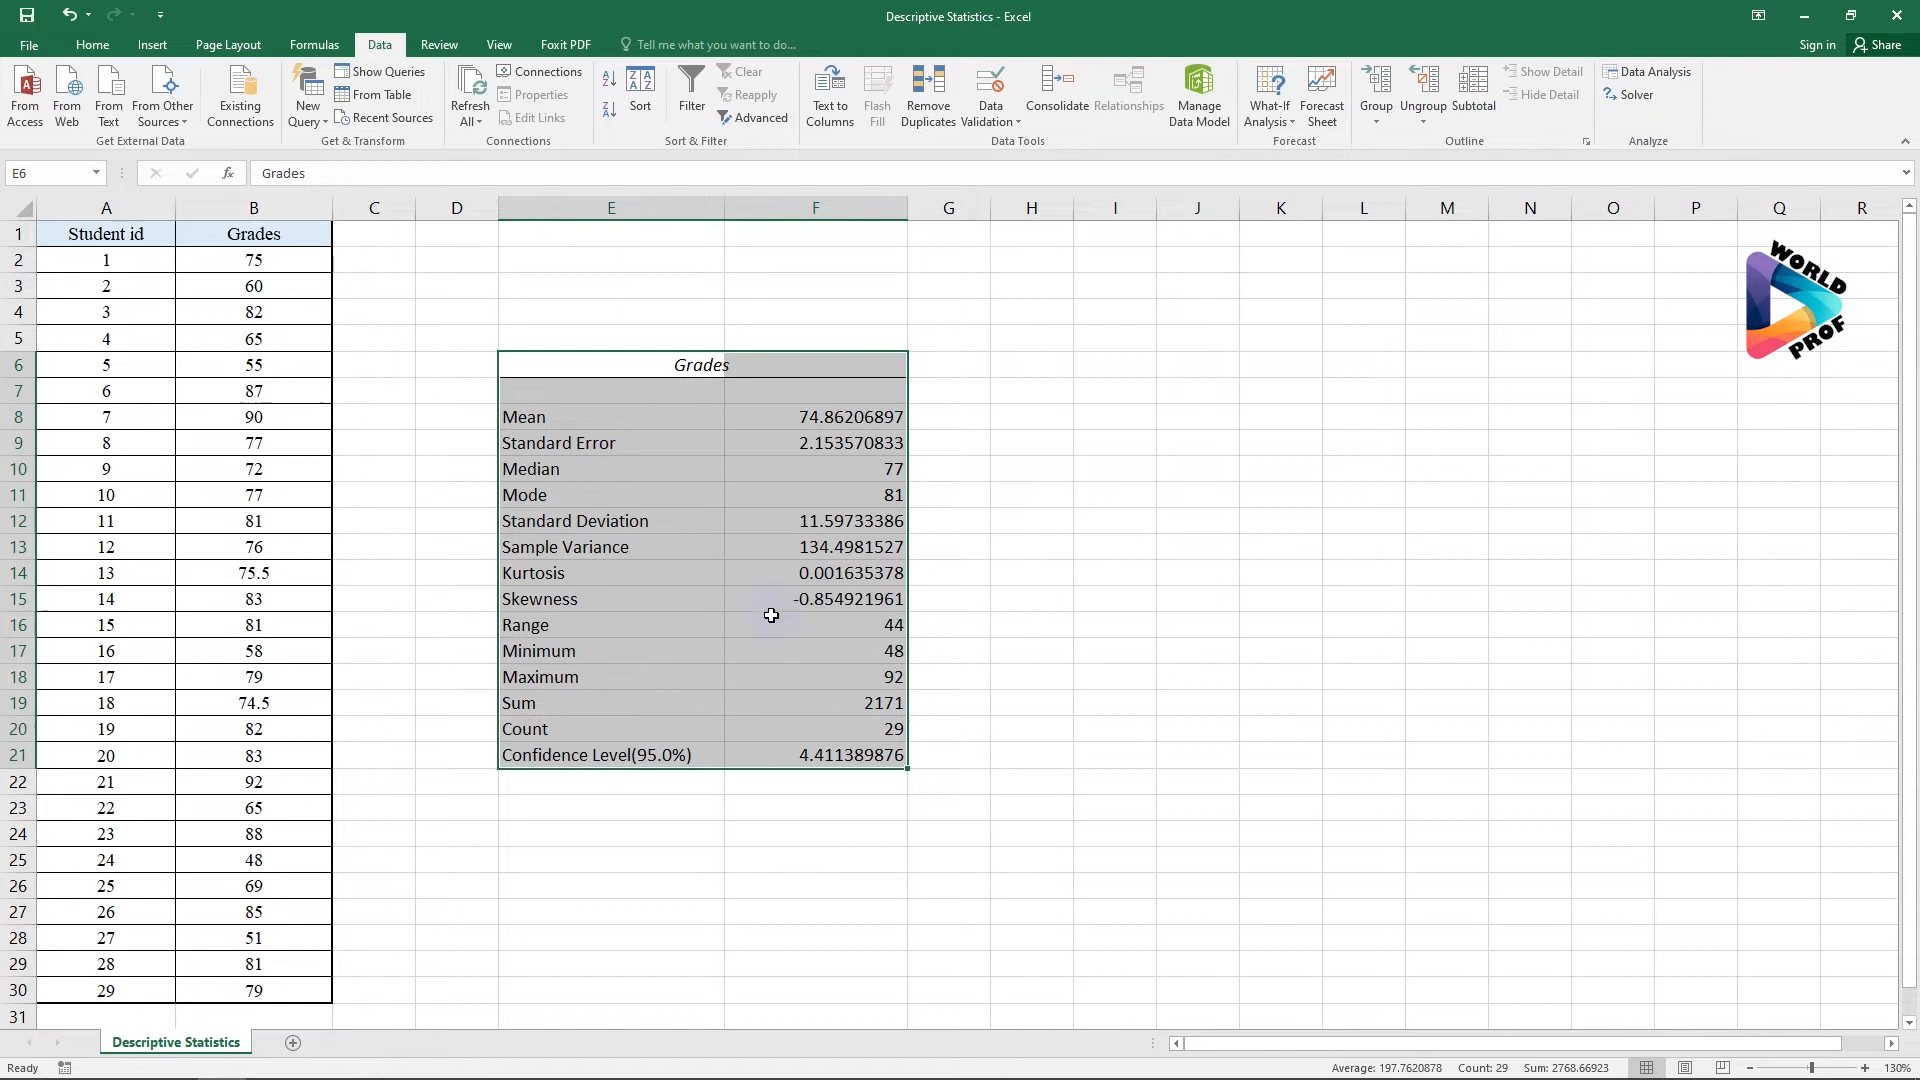 Descriptive Statistics - Excel
File Home Insert Page Layout Formulas Data Review View Foxit PDF Tell me what you want to do... Sign in Share
From Access
From Web
From Text
From Other Sources
Existing Connections
Get External Data
New Query
Show Queries
From Table
Recent Sources
Get & Transform
Refresh All
Connections
Properties
Edit Links
Connections
Sort
Filter
Clear
Reapply
Advanced
Sort & Filter
Text to Columns
Flash Fill
Remove Duplicates
Data Validation
Consolidate
Relationships
Manage Data Model
Data Tools
What-If Analysis
Forecast Sheet
Forecast
Group
Ungroup
Subtotal
Show Detail
Hide Detail
Outline
Data Analysis
Solver
Analyze
E6 fx Grades
A B C D E F G H I J K L M N O P Q R
1 Student id Grades
2 1 75
3 2 60
4 3 82
5 4 65
6 5 55 Grades
7 6 87
8 7 90 Mean 74.86206897
9 8 77 Standard Error 2.153570833
10 9 72 Median 77
11 10 77 Mode 81
12 11 81 Standard Deviation 11.59733386
13 12 76 Sample Variance 134.4981527
14 13 75.5 Kurtosis 0.001635378
15 14 83 Skewness -0.854921961
16 15 81 Range 44
17 16 58 Minimum 48
18 17 79 Maximum 92
19 18 74.5 Sum 2171
20 19 82 Count 29
21 20 83 Confidence Level(95.0%) 4.411389876
22 21 92
23 22 65
24 23 88
25 24 48
26 25 69
27 26 85
28 27 51
29 28 81
30 29 79
31
WORLD
PROF
Descriptive Statistics
Ready Average: 197.7620878 Count: 29 Sum: 2768.66923 130%